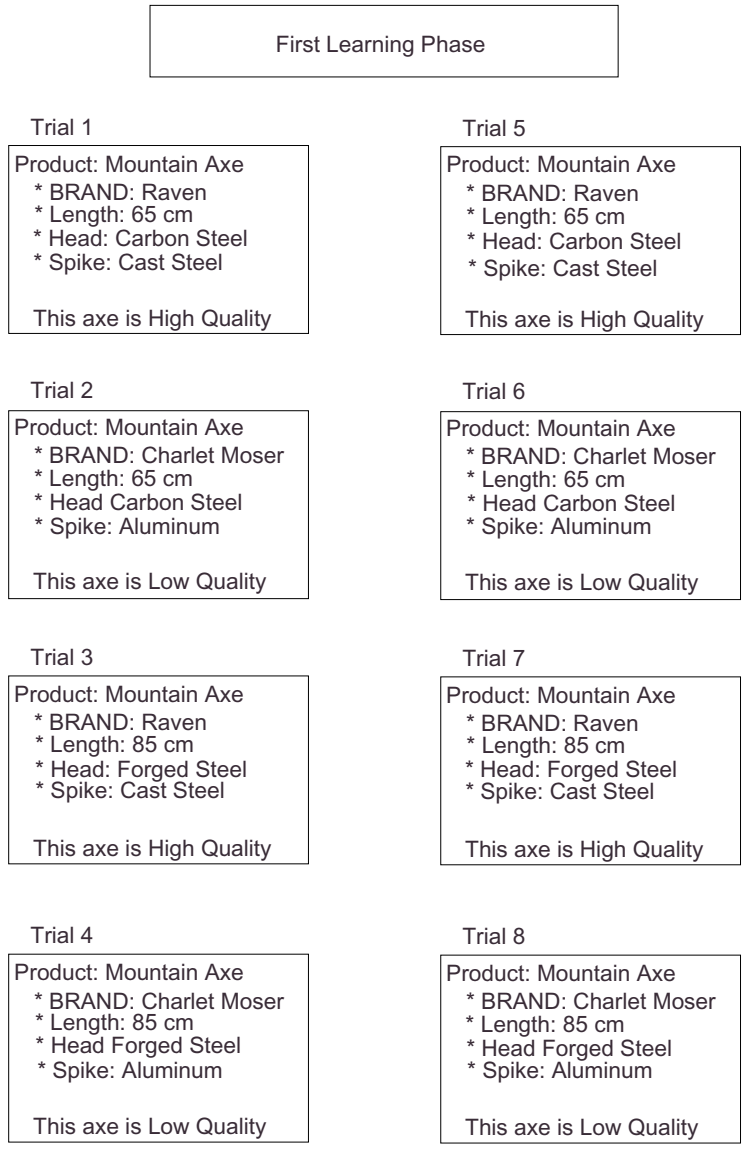 First Learning Phase
Trial 1
Product: Mountain Axe
* BRAND: Raven
* Length: 65 cm
* Head: Carbon Steel
* Spike: Cast Steel
This axe is High Quality
Trial 2
Product: Mountain Axe
* BRAND: Charlet Moser
* Length: 65 cm
* Head Carbon Steel
* Spike: Aluminum
This axe is Low Quality
Trial 3
Product: Mountain Axe
* BRAND: Raven
* Length: 85 cm
* Head: Forged Steel
* Spike: Cast Steel
This axe is High Quality
Trial 4
Product: Mountain Axe
* BRAND: Charlet Moser
* Length: 85 cm
* Head Forged Steel
* Spike: Aluminum
This axe is Low Quality
Trial 5
Product: Mountain Axe
* BRAND: Raven
* Length: 65 cm
* Head: Carbon Steel
* Spike: Cast Steel
This axe is High Quality
Trial 6
Product: Mountain Axe
* BRAND: Charlet Moser
* Length: 65 cm
* Head Carbon Steel
* Spike: Aluminum
This axe is Low Quality
Trial 7
Product: Mountain Axe
* BRAND: Raven
* Length: 85 cm
* Head: Forged Steel
* Spike: Cast Steel
This axe is High Quality
Trial 8
Product: Mountain Axe
* BRAND: Charlet Moser
* Length: 85 cm
* Head Forged Steel
* Spike: Aluminum
This axe is Low Quality